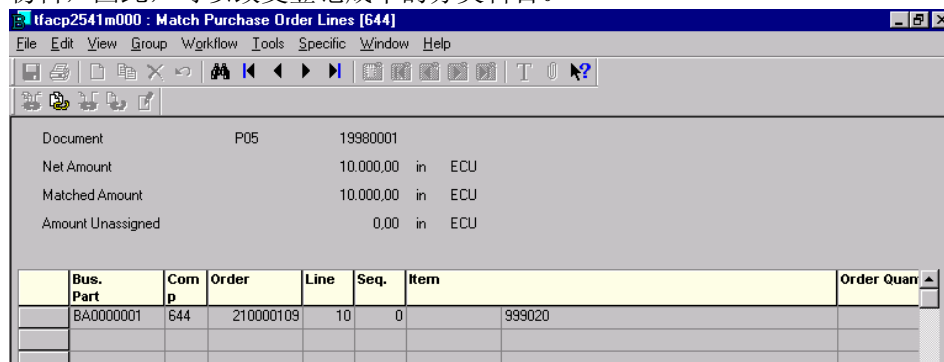 tfacp2541m000 : Match Purchase Order Lines [644]
File Edit View Group Workflow Tools Specific Window Help
Document P05 19980001
Net Amount 10.000,00 in ECU
Matched Amount 10.000,00 in ECU
Amount Unassigned 0,00 in ECU
Bus. Part Com p Order Line Seq. Item Order Quan
BA0000001 644 210000109 10 0 999020